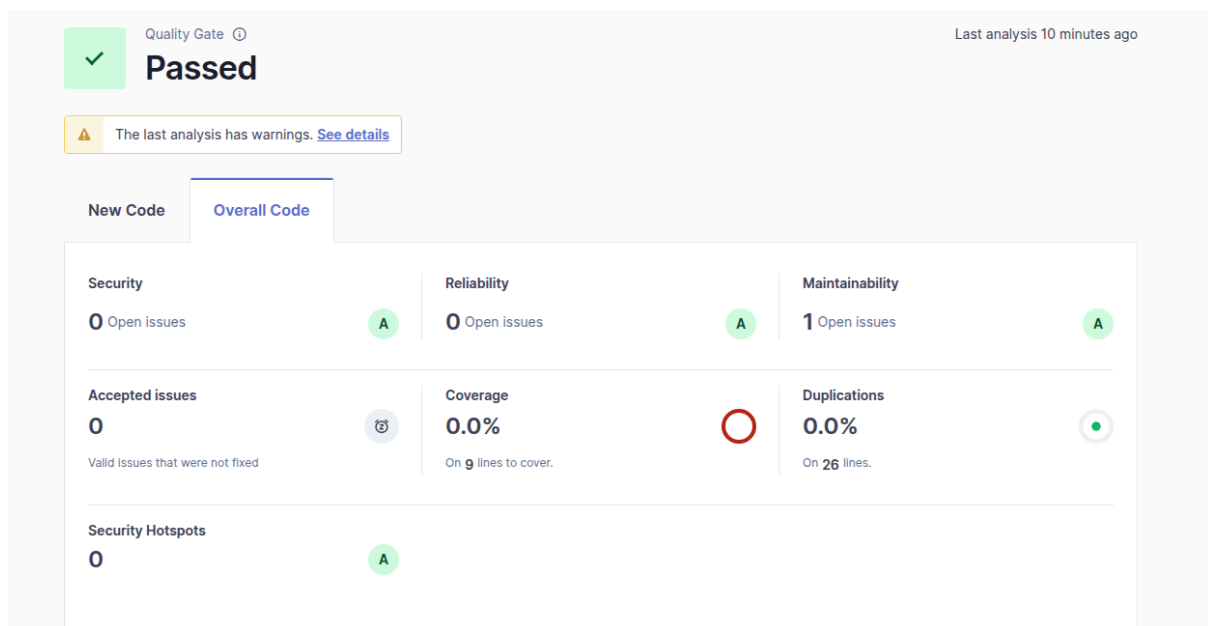 Quality Gate
Last analysis 10 minutes ago
Passed
The last analysis has warnings. See details
New Code
Overall Code
Security
0 Open issues
A
Reliability
0 Open issues
A
Maintainability
1 Open issues
A
Accepted issues
0
Valid issues that were not fixed
Coverage
0.0%
On 9 lines to cover.
Duplications
0.0%
On 26 lines.
Security Hotspots
0
A